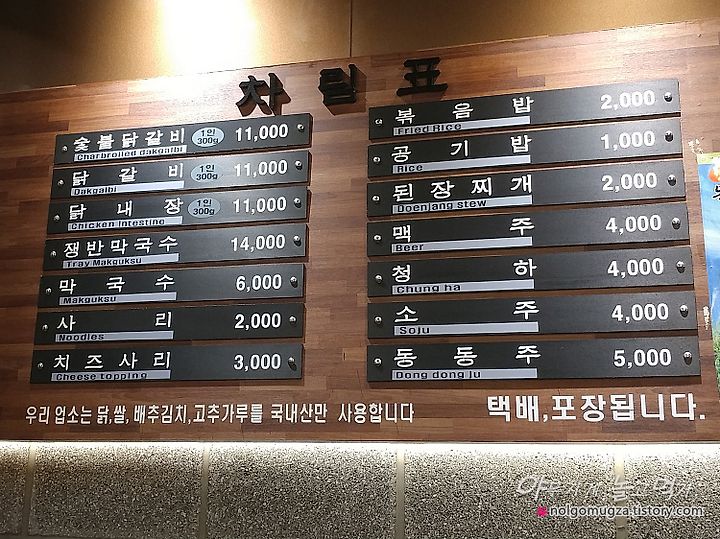 차림표
숯불닭갈비 1인 300g 11,000
Charbroiled dakgalbi
닭갈비 1인 300g 11,000
Dakgalbi
닭내장 1인 300g 11,000
Chicken Intesting
쟁반막국수 14,000
Tray Makguksu
막국수 6,000
Makguksu
사리 2,000
Noodles
치즈사리 3,000
Cheese topping
볶음밥 2,000
Fried Rice
공기밥 1,000
Rice
된장찌개 2,000
Doenjang stew
맥주 4,000
Beer
청하 4,000
Chung ha
소주 4,000
Soju
동동주 5,000
Dong dong ju
우리 업소는 닭,쌀, 배추김치,고추가루를 국내산만 사용합니다
택배,포장됩니다.
nolgomugza.tistory.com